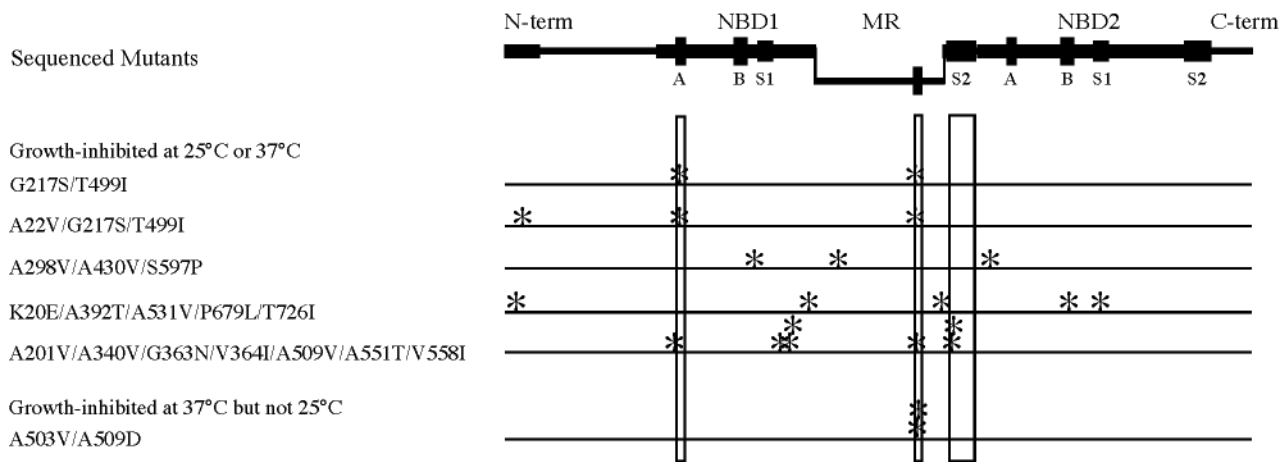 N-term NBD1 MR NBD2 C-term
Sequenced Mutants
A B S1 S2 A B S1 S2
Growth-inhibited at 25°C or 37°C
G217S/T499I
A22V/G217S/T499I
A298V/A430V/S597P
K20E/A392T/A531V/P679L/T726I
A201V/A340V/G363N/V364I/A509V/A551T/V558I
Growth-inhibited at 37°C but not 25°C
A503V/A509D